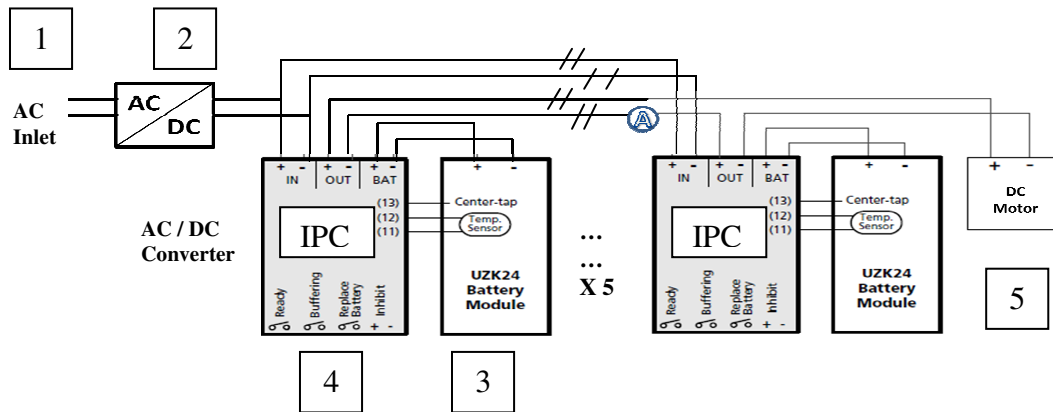 1
2
AC
Inlet
AC
DC
A
+ - + - + -
IN OUT BAT
(13)
(12)
(11)
IPC
Ready
Buffering
Replace
Battery
Inhibit
+ -
AC / DC
Converter
+ -
Center-tap
Temp.
Sensor
UZK24
Battery
Module
...
...
X 5
+ - + - + -
IN OUT BAT
(13)
(12)
(11)
IPC
Ready
Buffering
Replace
Battery
Inhibit
+ -
+ -
Center-tap
Temp.
Sensor
UZK24
Battery
Module
+ -
DC
Motor
4
3
5